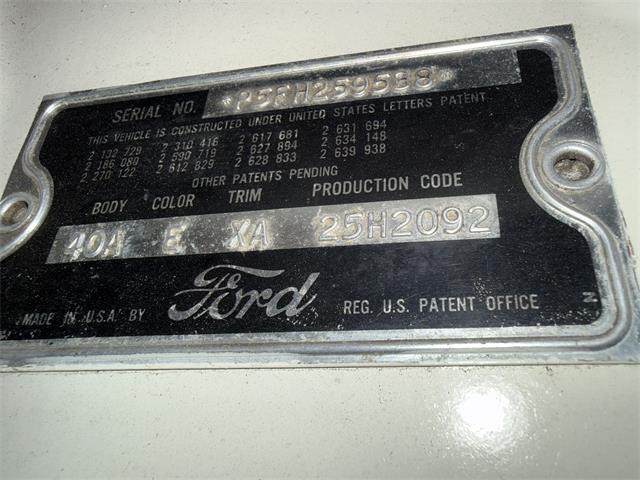 SERIAL NO. *P5FH259538*
THIS VEHICLE IS CONSTRUCTED UNDER UNITED STATES LETTERS PATENT
2 132 729 2 310 416 2 617 681 2 631 694
2 186 080 2 590 719 2 627 894 2 634 148
2 270 122 2 612 829 2 628 833 2 639 938
OTHER PATENTS PENDING
BODY COLOR TRIM PRODUCTION CODE
40A E XA 25H2092
MADE IN U.S.A BY Ford REG. U.S. PATENT OFFICE N